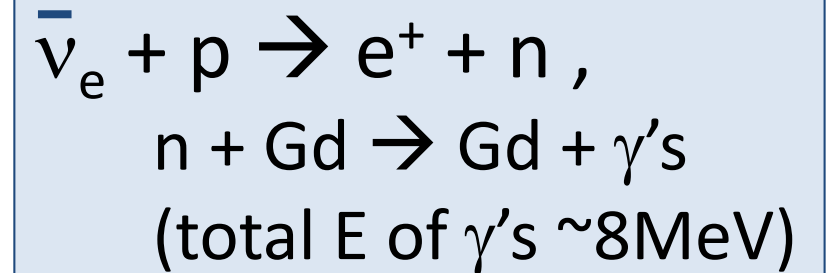 ν̄ₑ + p → e⁺ + n ,
n + Gd → Gd + γ’s
(total E of γ’s ~8MeV)